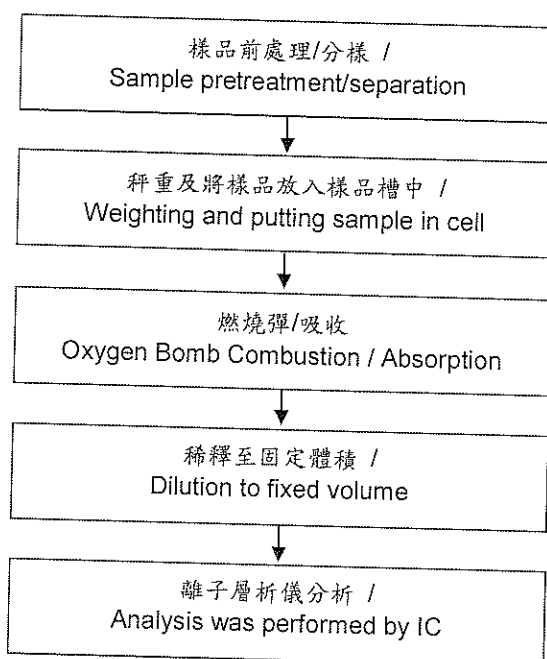 樣品前處理/分樣 /
Sample pretreatment/separation
秤重及將樣品放入樣品槽中 /
Weighting and putting sample in cell
燃燒彈/吸收
Oxygen Bomb Combustion / Absorption
稀釋至固定體積 /
Dilution to fixed volume
離子層析儀分析 /
Analysis was performed by IC